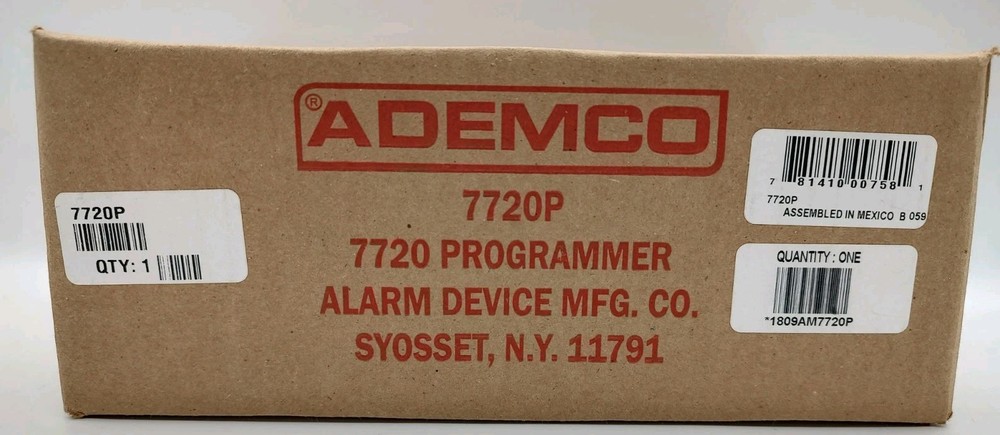 ® ADEMCO
7720P
7720 PROGRAMMER
ALARM DEVICE MFG. CO.
SYOSSET, N.Y. 11791
7720P
QTY: 1
7 81410 00758 1
7720P
ASSEMBLED IN MEXICO B 059
QUANTITY : ONE
*1809AM7720P